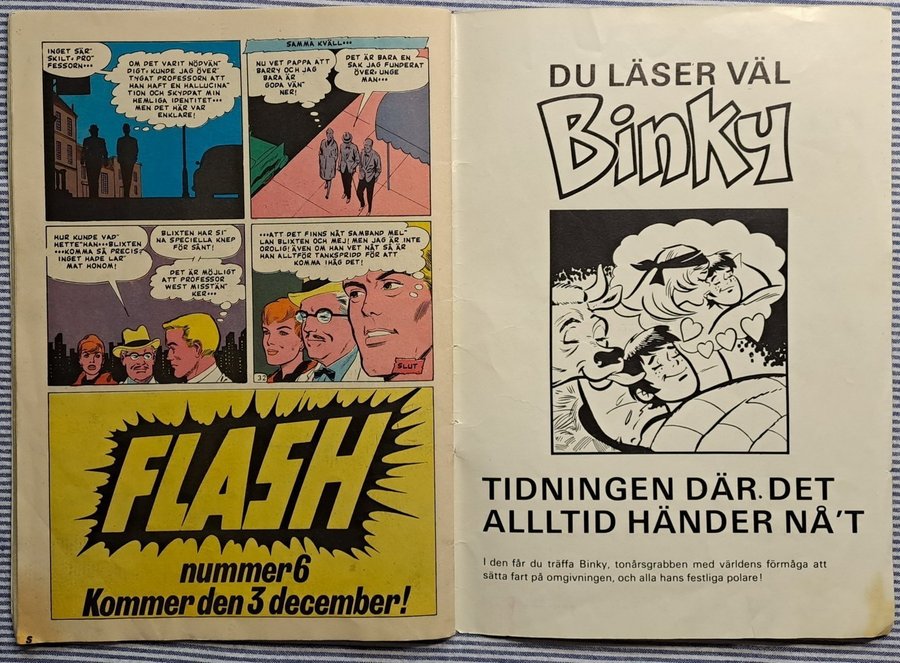 INGET SÄR"
SKILT, PRO"
FESSORN...
OM DET VARIT NÖDVÄN"
DIGT, KUNDE JAG ÖVER"
TYGAT PROFESSORN ATT
HAN HAFT EN HALLUCINA"
TION OCH SKYDDAT MIN
HEMLIGA IDENTITET...
MEN DET HÄR VAR
ENKLARE!
SAMMA KVÄLL...
NU VET PAPPA ATT
BARRY OCH JAG
BARA ÄR
GODA VÄN"
NER!
DET ÄR BARA EN
SAK JAG FUNDERAT
ÖVER, UNGE
MAN...
HUR KUNDE VAD"
HETTE"HAN...BLIXTEN
...KOMMA SÅ PRECIS?
INGET HADE LAR"
MAT HONOM!
BLIXTEN HAR SI"
NA SPECIELLA KNEP
FÖR SÅNT!
DET ÄR MÖJLIGT
ATT PROFESSOR
WEST MISSTÄN"
KER...
...ATT DET FINNS NÅT SAMBAND MEL"
LAN BLIXTEN OCH MEJ! MEN JAG ÄR INTE
OROLIG! ÄVEN OM HAN VET NÅT SÅ ÄR
HAN ALLTFÖR TANKSPRIDD FÖR ATT
KOMMA IHÅG DET!
SLUT
32
FLASH
nummer 6
Kommer den 3 december!
S
DU LÄSER VÄL
Binky
TIDNINGEN DÄR. DET
ALLLTID HÄNDER NÅ'T
I den får du träffa Binky, tonårsgrabben med världens förmåga att
sätta fart på omgivningen, och alla hans festliga polare!